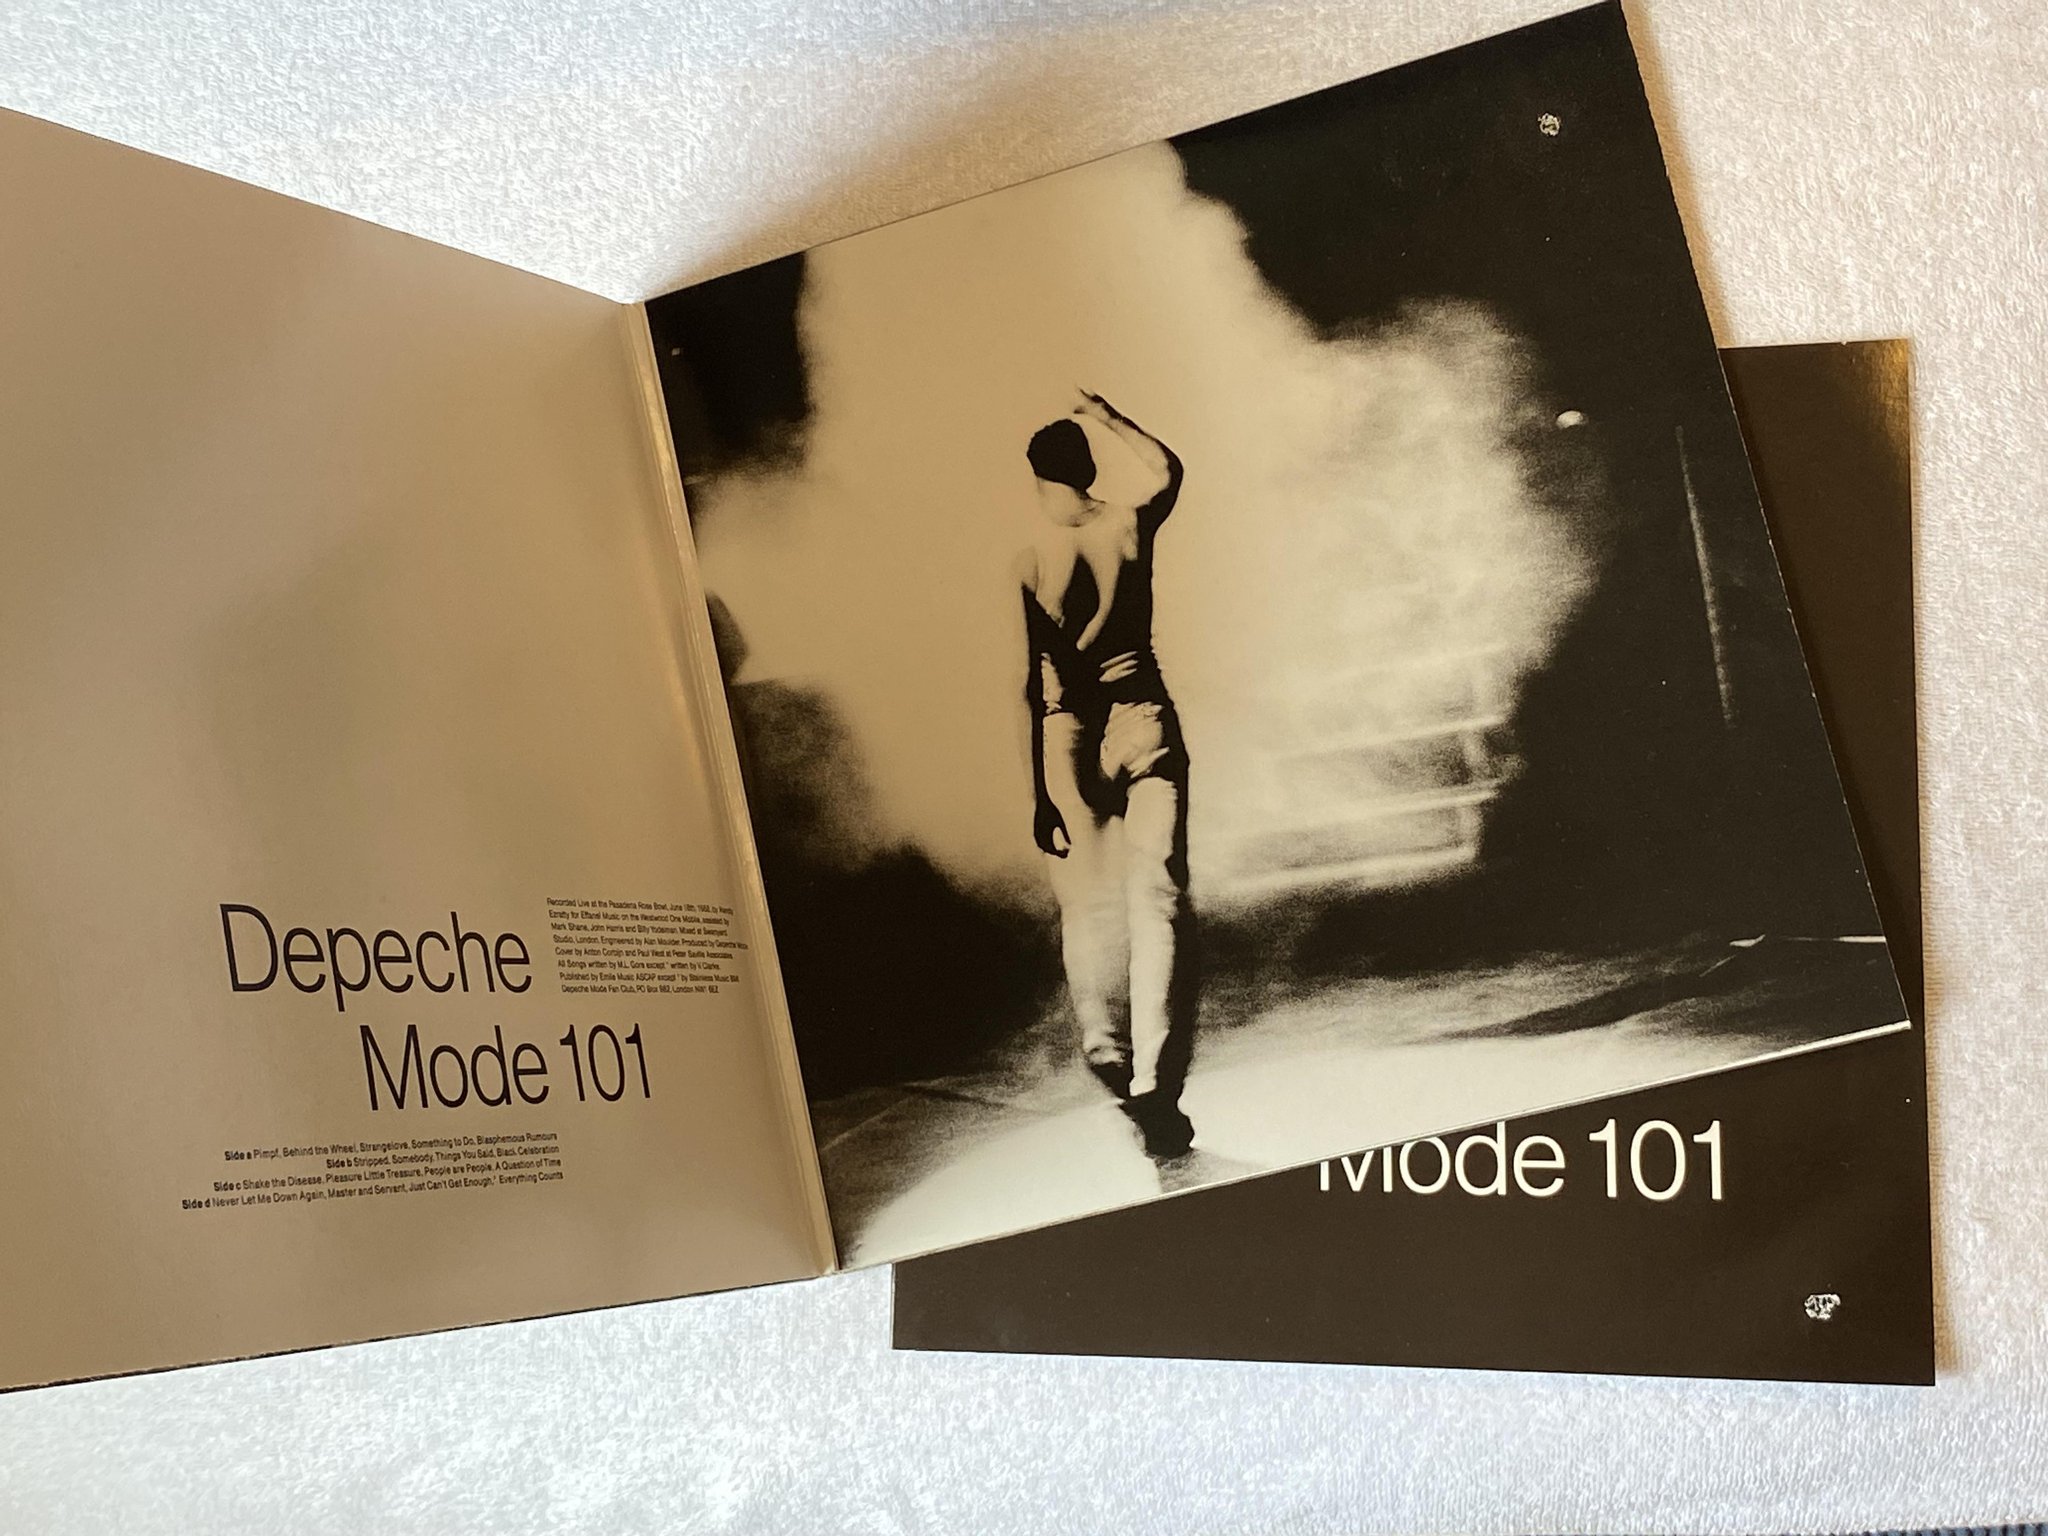 Depeche
Mode 101
Recorded Live at the Pasadena Rose Bowl, June 18th, 1988, by Randy
Ezratty for Effanel Music on the Westwood One Mobile, assisted by
Mark Shane, John Harris and Billy Yodelman. Mixed at Swanyard
Studio, London. Engineered by Alan Moulder. Produced by Depeche Mode.
Cover by Anton Corbijn and Paul West at Peter Saville Associates.
All Songs written by M.L. Gore except * written by V. Clarke.
Published by Emile Music ASCAP except * by Stainless Music BMI
Depeche Mode Fan Club, PO Box 982, London NW1 6EZ
Side a Pimpf, Behind the Wheel, Strangelove, Something to Do, Blasphemous Rumours
Side b Stripped, Somebody, Things You Said, Black Celebration
Side c Shake the Disease, Pleasure Little Treasure, People are People, A Question of Time
Side d Never Let Me Down Again, Master and Servant, Just Can't Get Enough,* Everything Counts
Mode 101